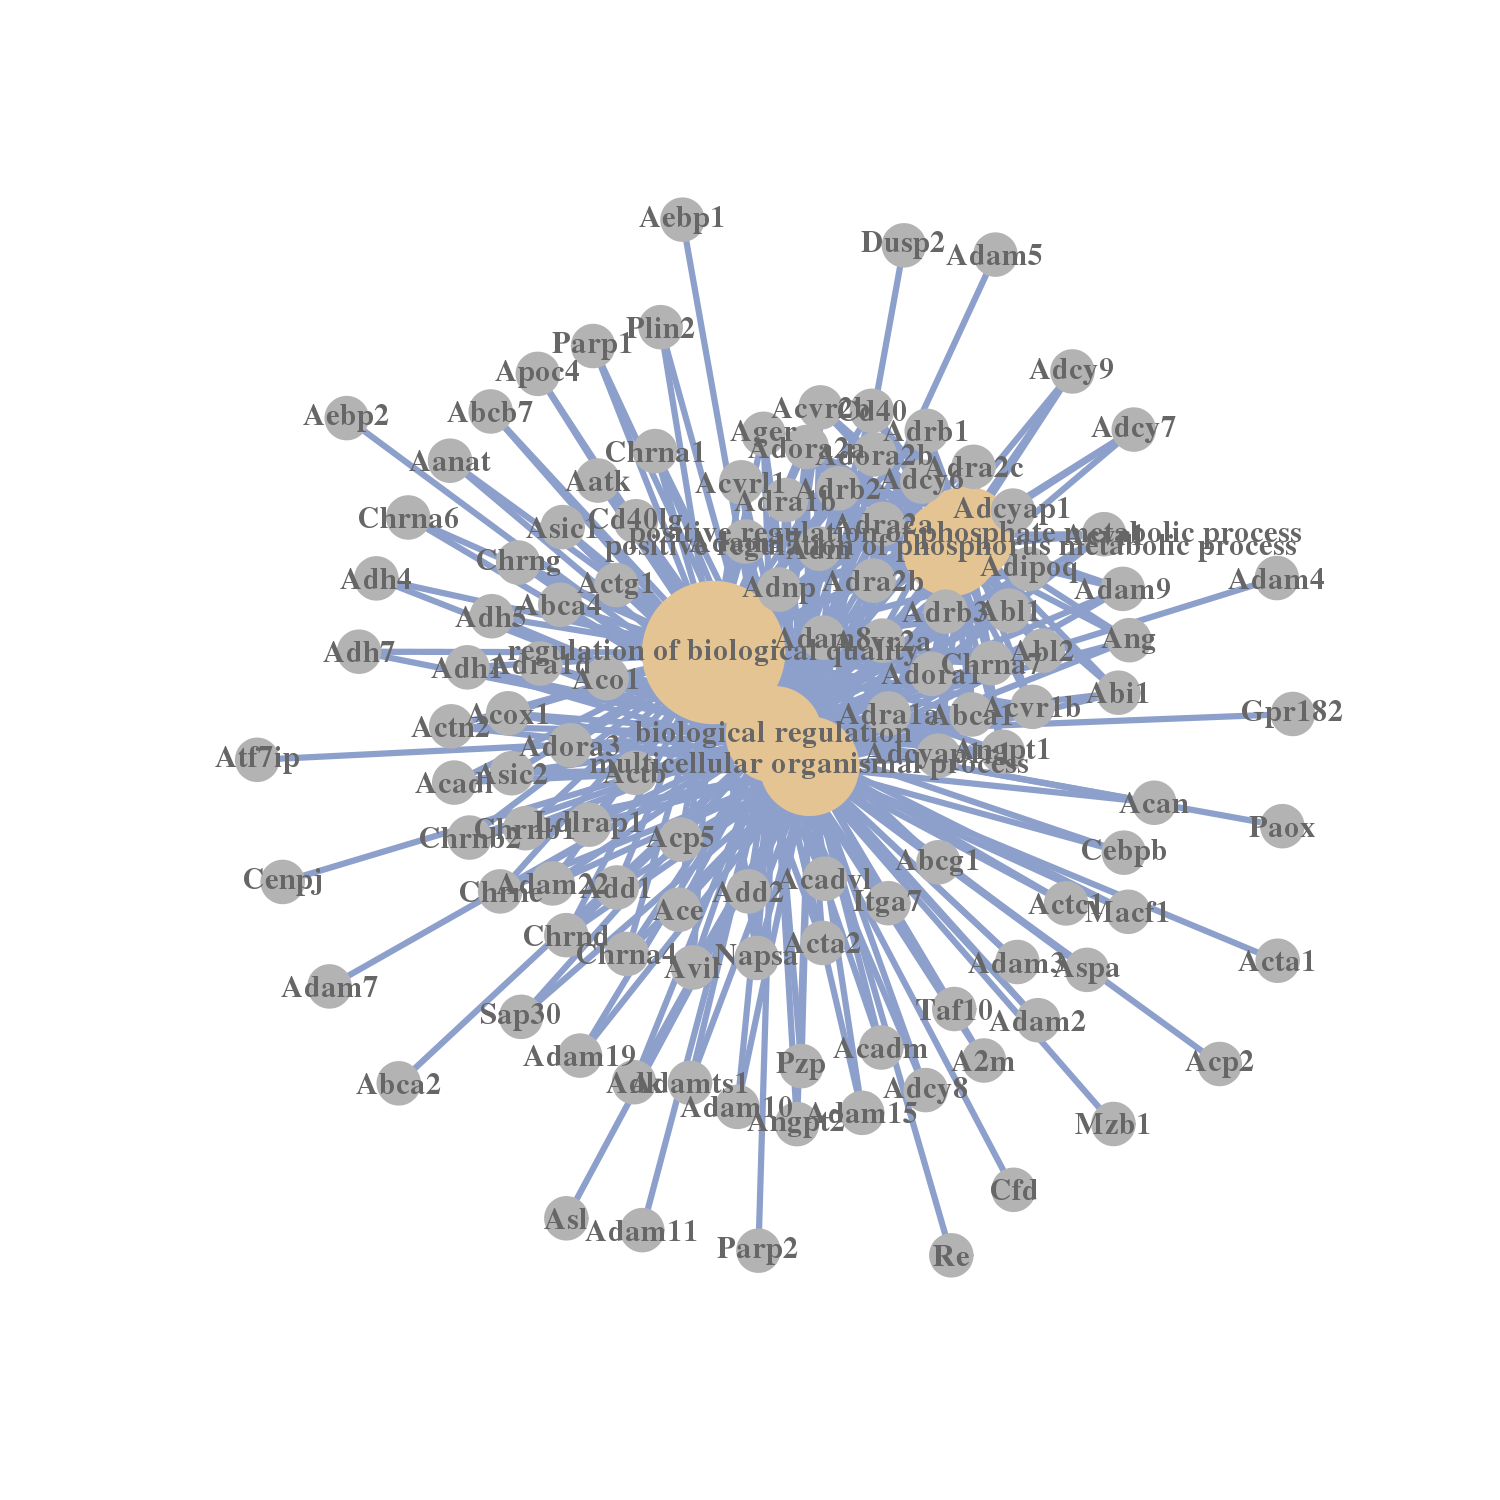 Aebp1
Dusp2
Adam5
Plin2
Parp1
Apoc4
Adcy9
Abcb7
Aebp2
Acvr2b
Cd40
Adcy7
Ager
Adrb1
Adora2a
Adora2b
Chrna1
Aanat
Adra2c
Aatk
Acvrl1
Adrb2
Adcy6
Adra1b
Adcyap1
Chrna6
Cd40lg
Asic1
Adra2a
positive regulation of phosphate metabolic process
positive regulation of phosphorus metabolic process
Adm
Chrng
Adipoq
Adh4
Actg1
Adnp
Adra2b
Adam9
Adam4
Abca4
Adh5
Adrb3
Abl1
Adam8
Acvr2a
Ang
regulation of biological quality
Adh7
Abl2
Adh1
Adra1d
Aco1
Adora1
Chrna7
Abi1
Acox1
Adra1a
Abca1
Acvr1b
Gpr182
Actn2
biological regulation
Adora3
Angpt1
Atf7ip
multicellular organismal process
Acadl
Asic2
Actb
Acan
Chrnb2
Chrnb1
Ldlrap1
Acp5
Paox
Cebpb
Abcg1
Cenpj
Chrne
Adam22
Add1
Add2
Acadvl
Itga7
Ace
Actc1
Macf1
Chrnd
Chrna4
Avil
Napsa
Acta2
Adam3
Aspa
Acta1
Adam7
Sap30
Taf10
Adam2
Adam19
Acadm
A2m
Acp2
Abca2
Adk
Adamts1
Pzp
Adcy8
Adam10
Angpt2
Adam15
Mzb1
Cfd
Asl
Adam11
Parp2
Re